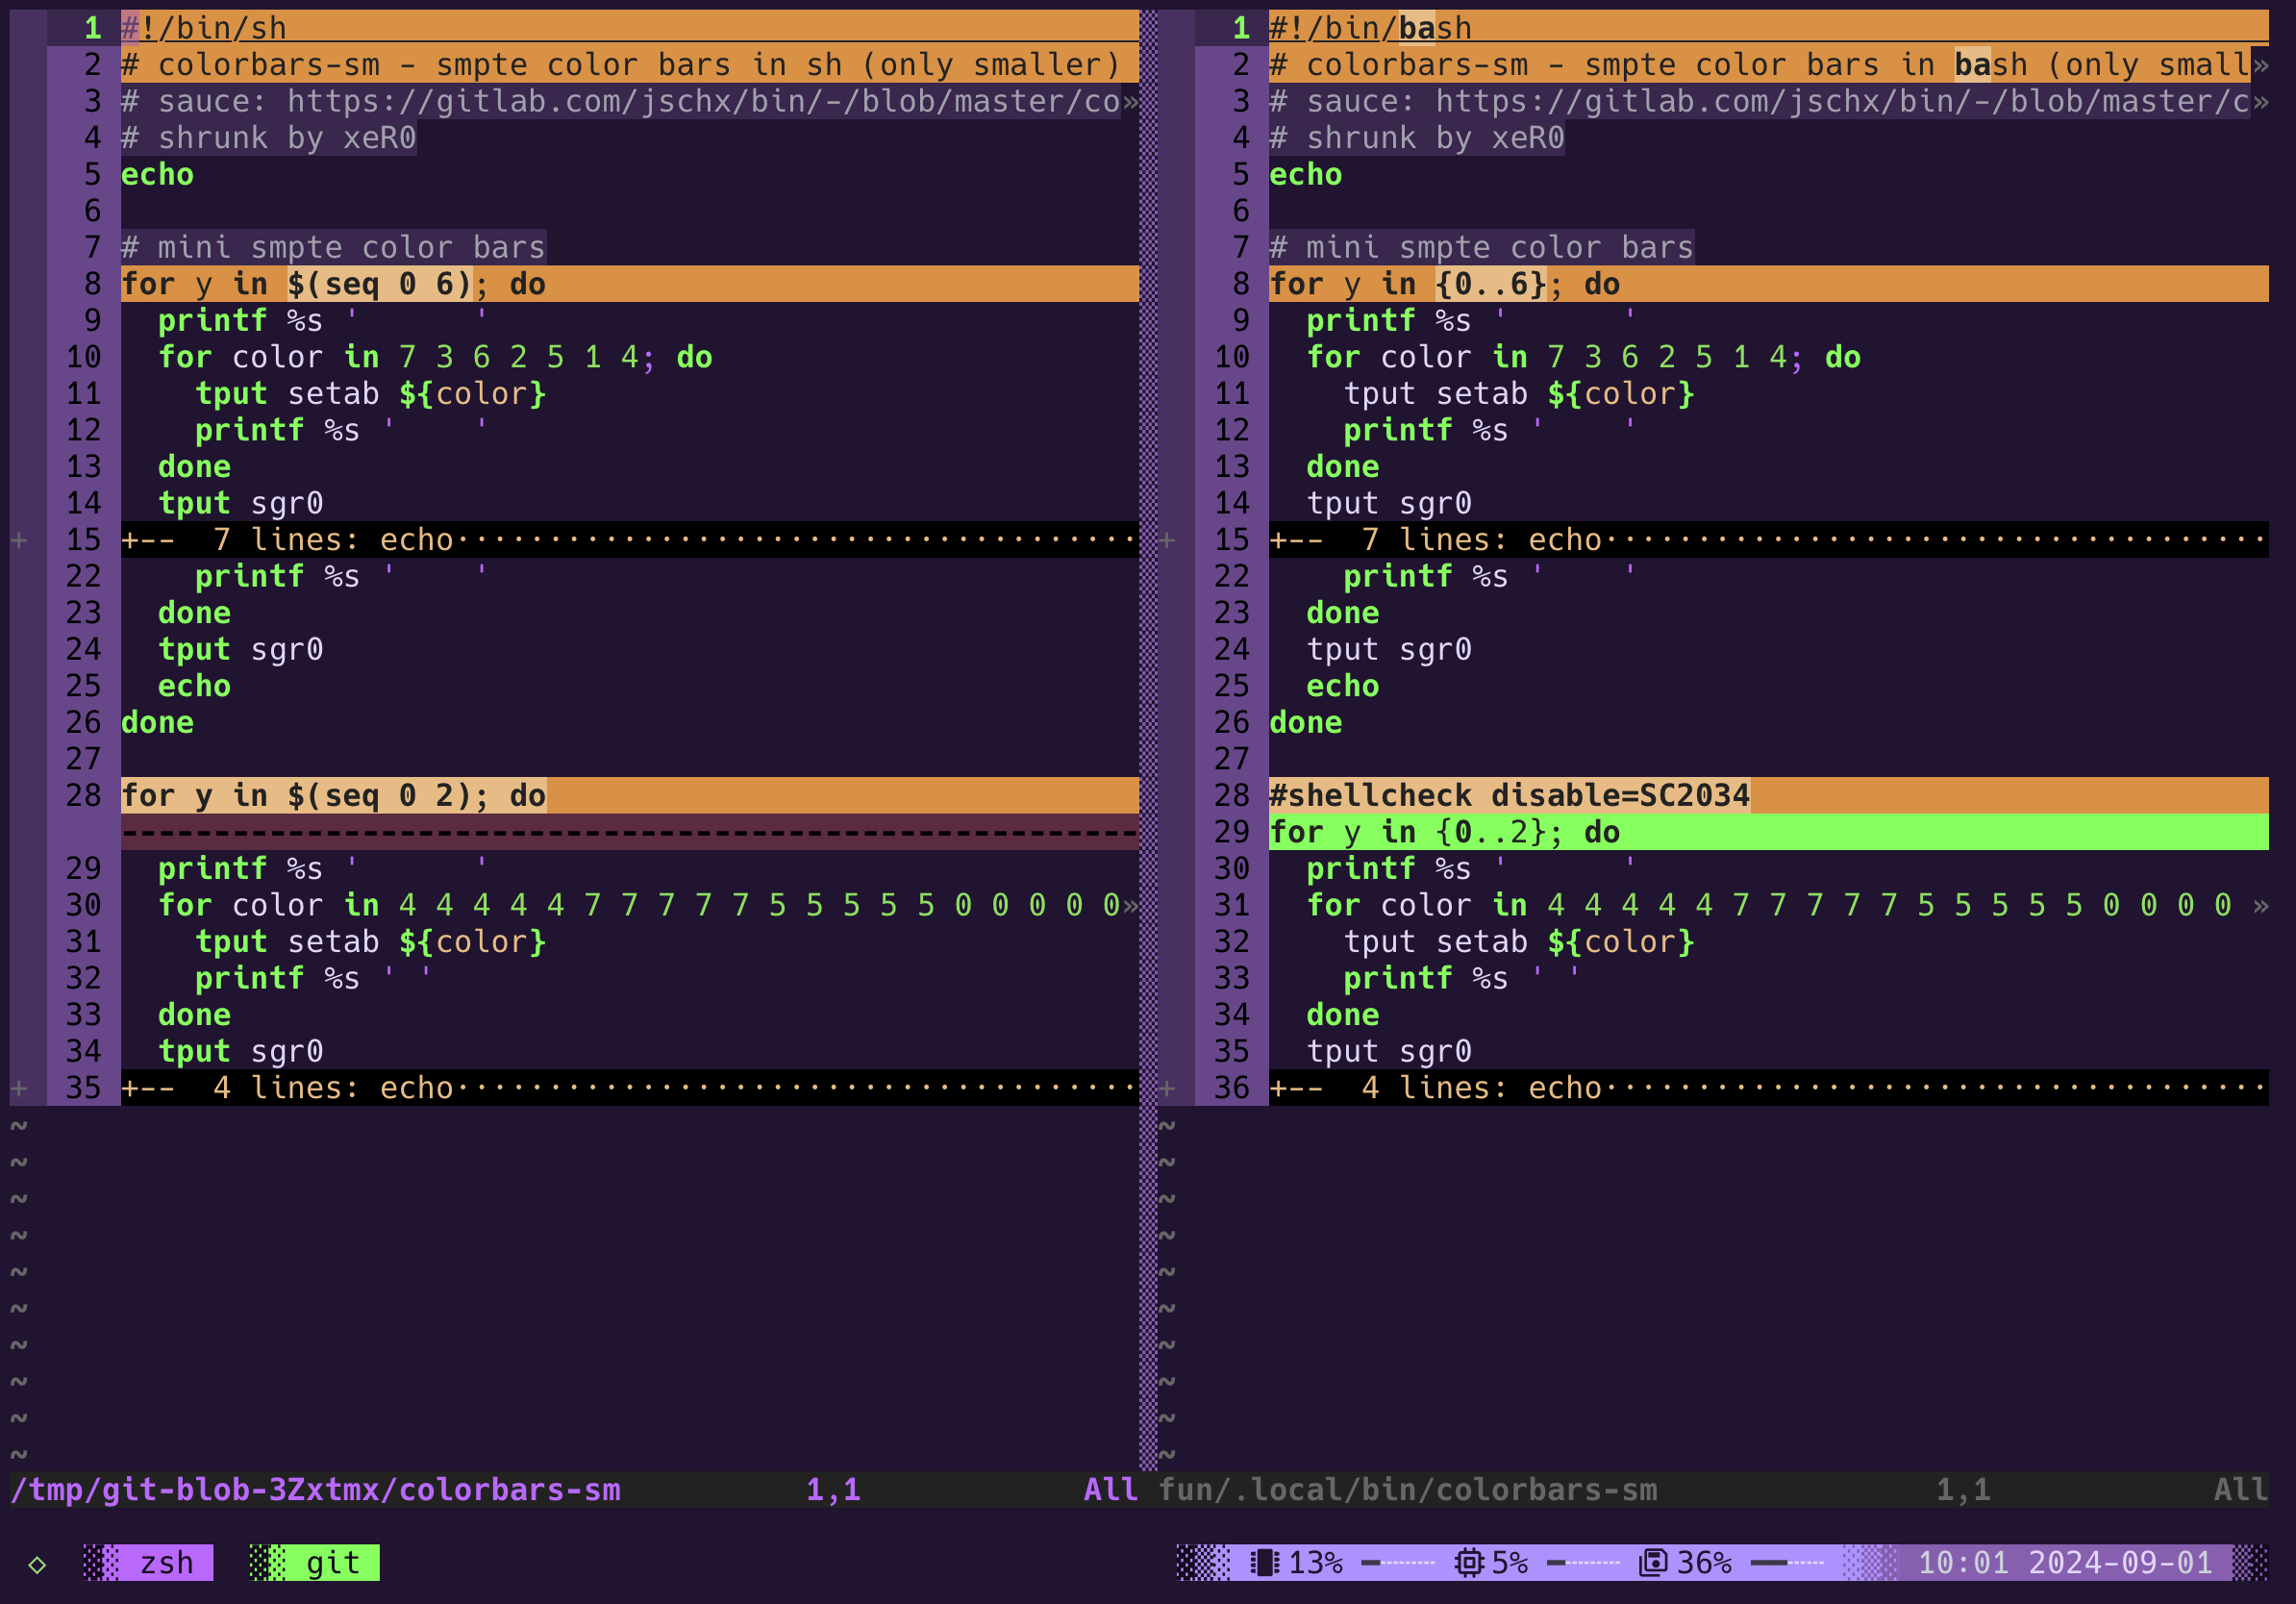 1 #!/bin/sh
2 # colorbars-sm - smpte color bars in sh (only smaller)
3 # sauce: https://gitlab.com/jschx/bin/-/blob/master/co»
4 # shrunk by xeR0
5 echo
6
7 # mini smpte color bars
8 for y in $(seq 0 6); do
9   printf %s '      '
10   for color in 7 3 6 2 5 1 4; do
11     tput setab ${color}
12     printf %s '    '
13   done
14   tput sgr0
+ 15 +--  7 lines: echo·····································
22     printf %s '    '
23   done
24   tput sgr0
25   echo
26 done
27
28 for y in $(seq 0 2); do
-------------------------------------------------------
29   printf %s '      '
30   for color in 4 4 4 4 4 7 7 7 7 7 5 5 5 5 5 0 0 0 0 0»
31     tput setab ${color}
32     printf %s ' '
33   done
34   tput sgr0
+ 35 +--  4 lines: echo·····································
~
~
~
~
~
~
~
~
~
~
/tmp/git-blob-3Zxtmx/colorbars-sm 1,1 All
1 #!/bin/bash
2 # colorbars-sm - smpte color bars in bash (only small»
3 # sauce: https://gitlab.com/jschx/bin/-/blob/master/c»
4 # shrunk by xeR0
5 echo
6
7 # mini smpte color bars
8 for y in {0..6}; do
9   printf %s '      '
10   for color in 7 3 6 2 5 1 4; do
11     tput setab ${color}
12     printf %s '    '
13   done
14   tput sgr0
+ 15 +--  7 lines: echo····································
22     printf %s '    '
23   done
24   tput sgr0
25   echo
26 done
27
28 #shellcheck disable=SC2034
29 for y in {0..2}; do
30   printf %s '      '
31   for color in 4 4 4 4 4 7 7 7 7 7 5 5 5 5 5 0 0 0 0 »
32     tput setab ${color}
33     printf %s ' '
34   done
35   tput sgr0
+ 36 +--  4 lines: echo····································
~
~
~
~
~
~
~
~
~
~
fun/.local/bin/colorbars-sm 1,1 All
zsh git 13% 5% 36% 10:01 2024-09-01